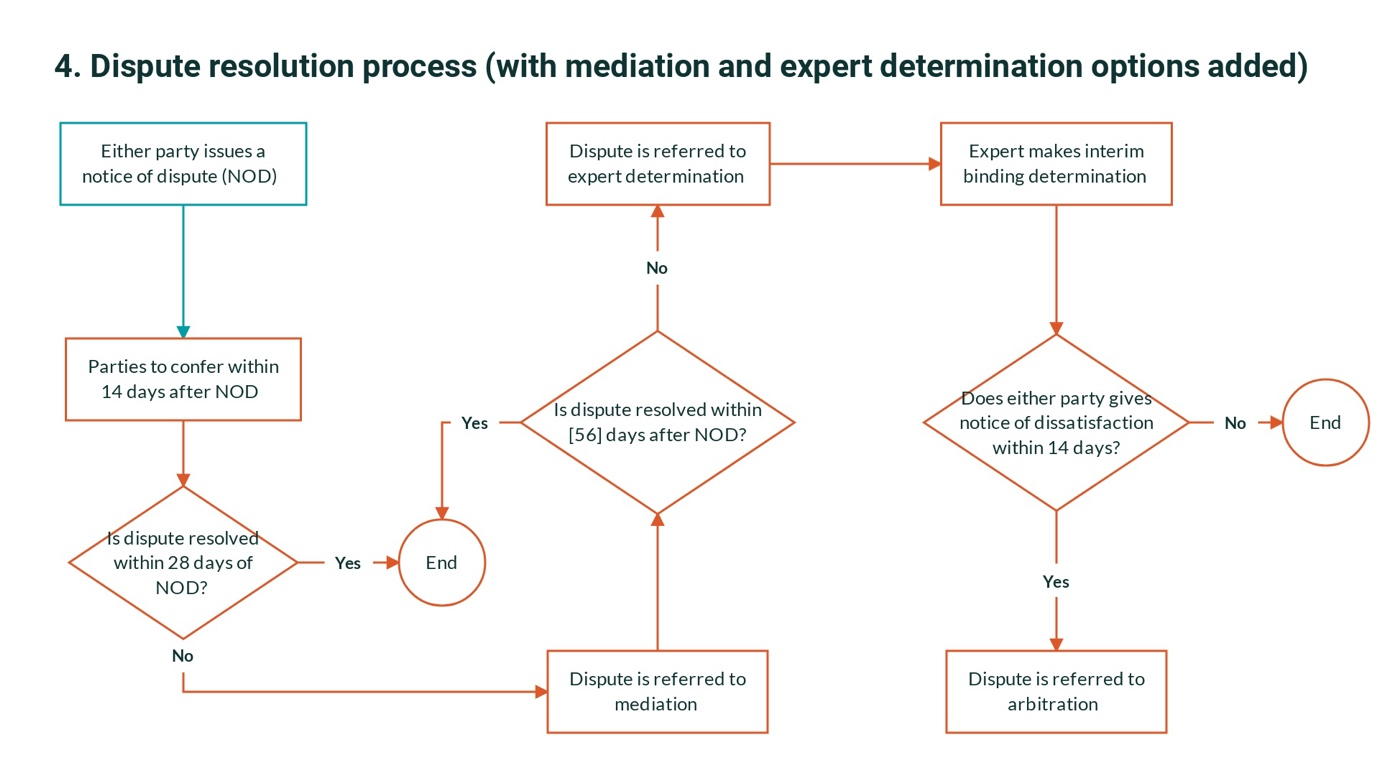 4. Dispute resolution process (with mediation and expert determination options added)
Either party issues a
notice of dispute (NOD)
Parties to confer within
14 days after NOD
Is dispute resolved
within 28 days of
NOD?
Yes
End
No
Dispute is referred to
mediation
Is dispute resolved within
[56] days after NOD?
Yes
No
Dispute is referred to
expert determination
Expert makes interim
binding determination
Does either party gives
notice of dissatisfaction
within 14 days?
No
End
Yes
Dispute is referred to
arbitration